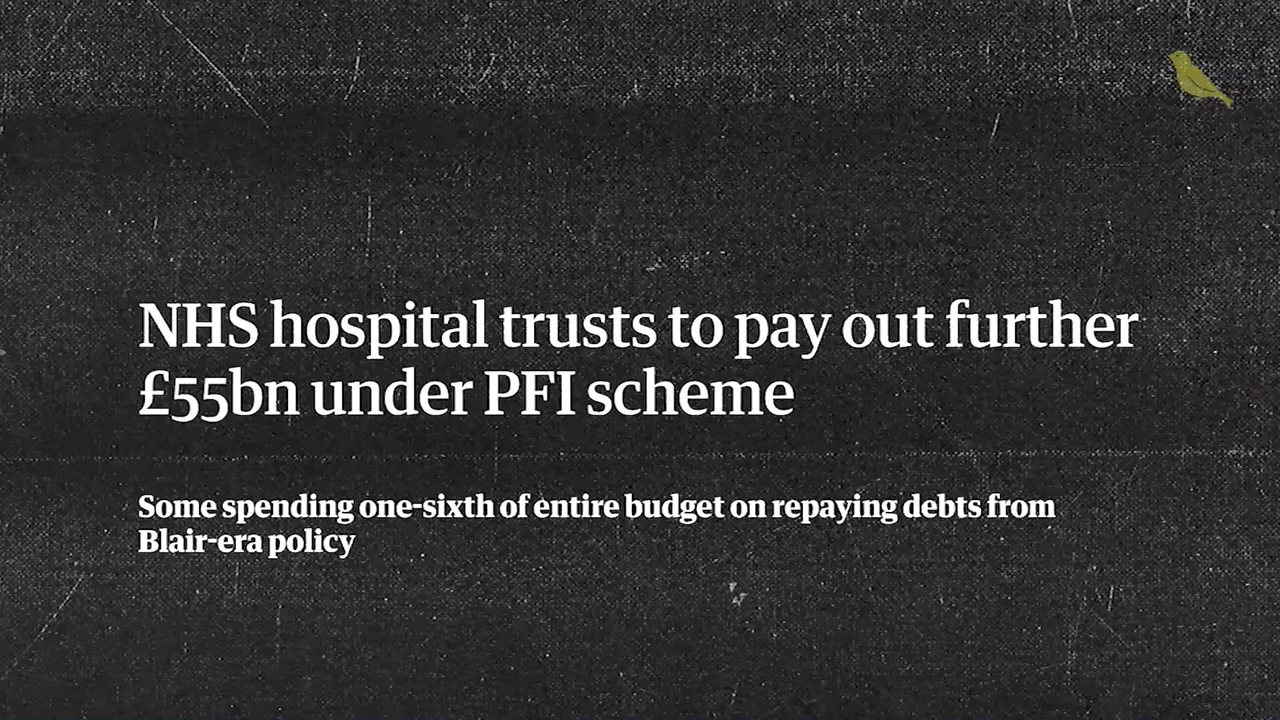 NHS hospital trusts to pay out further
£55bn under PFI scheme
Some spending one-sixth of entire budget on repaying debts from
Blair-era policy